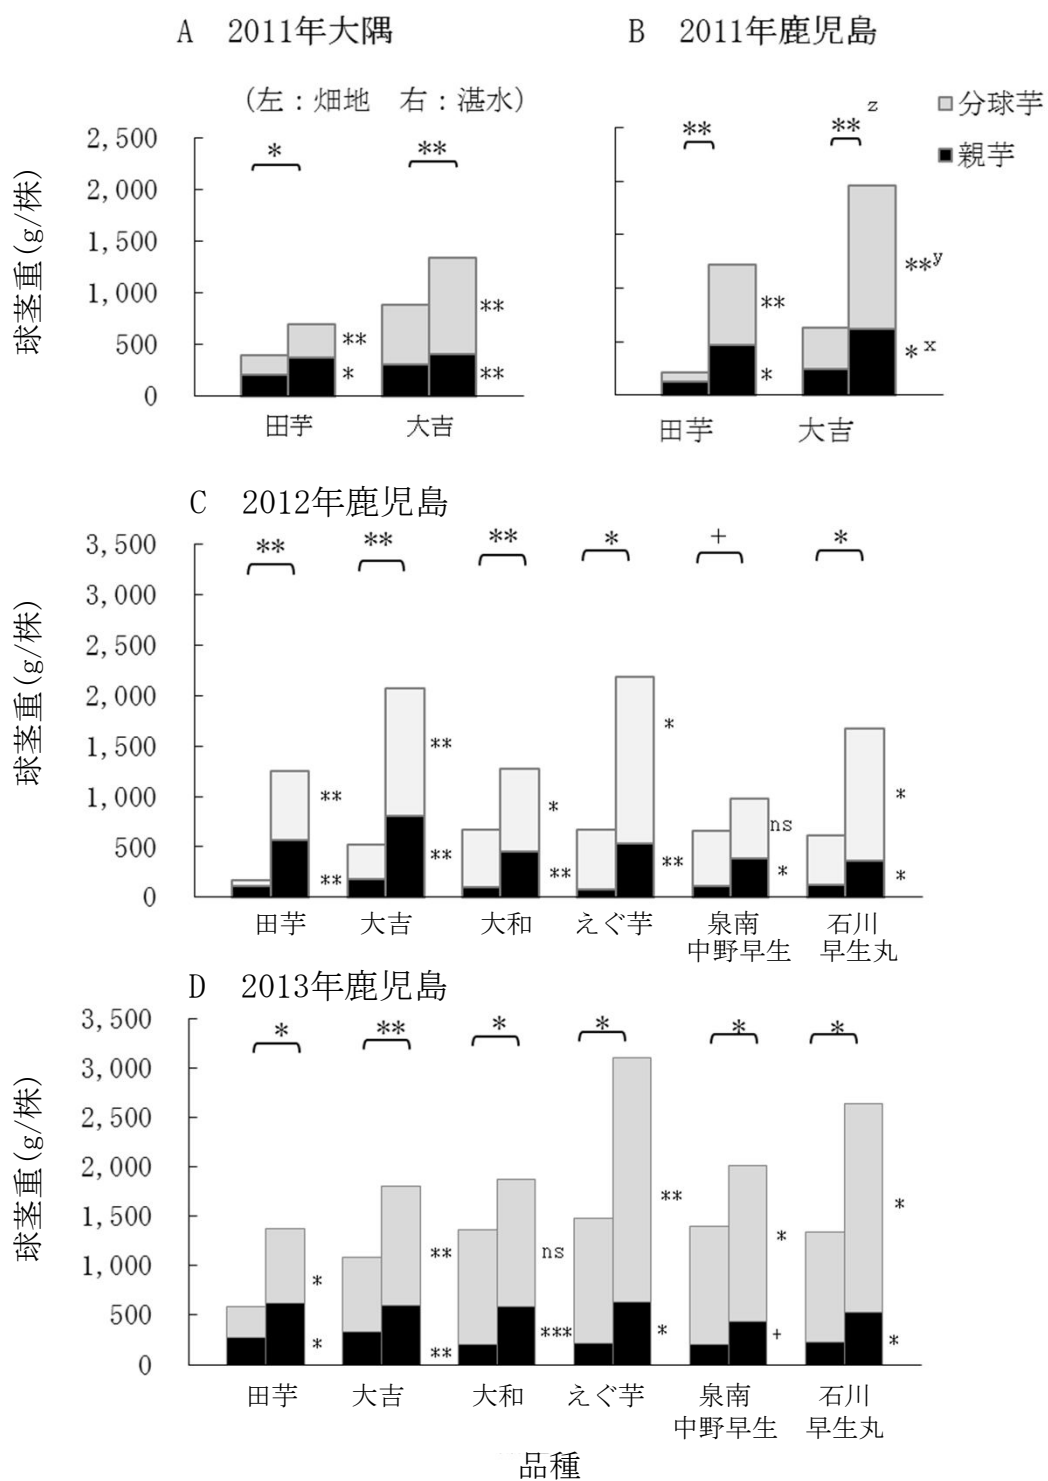 A 2011年大隅
B 2011年鹿児島
(左：畑地 右：湛水)
z
分球芋
親芋
球茎重(g/株)
2,500
2,000
1,500
1,000
500
0
* **
** **
** *
** **
** *
**y *x
田芋 大吉
田芋 大吉
C 2012年鹿児島
球茎重(g/株)
3,500
3,000
2,500
2,000
1,500
1,000
500
0
** ** ** * + *
** **
** **
* **
* **
ns *
* *
田芋 大吉 大和 えぐ芋 泉南 石川
中野早生 早生丸
D 2013年鹿児島
球茎重(g/株)
3,500
3,000
2,500
2,000
1,500
1,000
500
0
* ** * * * *
* *
** **
ns ***
** *
* +
* *
田芋 大吉 大和 えぐ芋 泉南 石川
中野早生 早生丸
品種